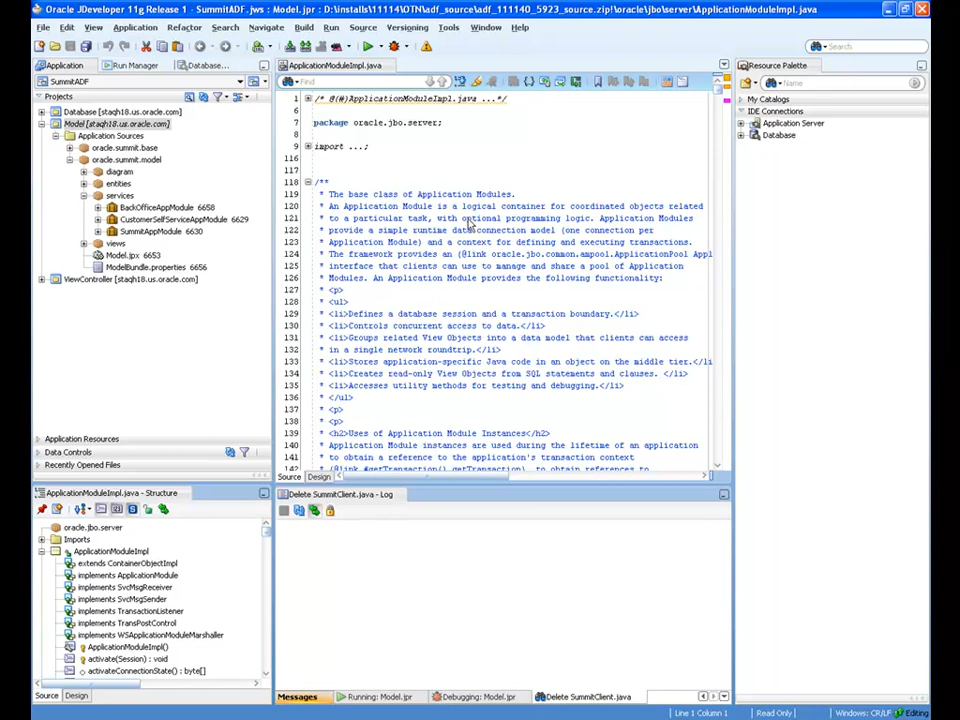 Oracle JDeveloper 11g Release 1 - SummitADF.jws : Model.jpr : D:\installs\11114\OTN\adf_source\adf_111140_5923_source.zip!\oracle\jbo\server\ApplicationModuleImpl.java
File Edit View Application Refactor Search Navigate Build Run Source Versioning Tools Window Help
Search
Application Run Manager Database...
SummitADF
Projects
Database [staqh18.us.oracle.com]
Model [staqh18.us.oracle.com]
Application Sources
oracle.summit.base
oracle.summit.model
diagram
entities
services
BackOfficeAppModule 6658
CustomerSelfServiceAppModule 6629
SummitAppModule 6630
views
Model.jpx 6653
ModelBundle.properties 6656
ViewController [staqh18.us.oracle.com]
Application Resources
Data Controls
Recently Opened Files
ApplicationModuleImpl.java - Structure
oracle.jbo.server
Imports
ApplicationModuleImpl
extends ContainerObjectImpl
implements ApplicationModule
implements SvcMsgReceiver
implements SvcMsgSender
implements TransactionListener
implements TransPostControl
implements WSApplicationModuleMarshaller
ApplicationModuleImpl()
activate(Session) : void
activateConnectionState() : byte[]
Source Design
ApplicationModuleImpl.java
Find
1 /* @(#)ApplicationModuleImpl.java ...*/
6
7 package oracle.jbo.server;
8
9 import ...;
116
117
118 /**
119 * The base class of Application Modules.
120 * An Application Module is a logical container for coordinated objects related
121 * to a particular task, with optional programming logic. Application Modules
122 * provide a simple runtime data connection model (one connection per
123 * Application Module) and a context for defining and executing transactions.
124 * The framework provides an {@link oracle.jbo.common.ampool.ApplicationPool Appl
125 * interface that clients can use to manage and share a pool of Application
126 * Modules. An Application Module provides the following functionality:
127 * <p>
128 * <ul>
129 * <li>Defines a database session and a transaction boundary.</li>
130 * <li>Controls concurrent access to data.</li>
131 * <li>Groups related View Objects into a data model that clients can access
132 * in a single network roundtrip.</li>
133 * <li>Stores application-specific Java code in an object on the middle tier.</li
134 * <li>Creates read-only View Objects from SQL statements and clauses. </li>
135 * <li>Accesses utility methods for testing and debugging.</li>
136 * </ul>
137 * <p>
138 * <p>
139 * <h2>Uses of Application Module Instances</h2>
140 * Application Module instances are used during the lifetime of an application
141 * to obtain a reference to the application's transaction context
142 * {@link #getTransaction() getTransaction}, to obtain references to
Source Design
Delete SummitClient.java - Log
Messages Running: Model.jpr Debugging: Model.jpr Delete SummitClient.java
Resource Palette
Name
My Catalogs
IDE Connections
Application Server
Database
Line 1 Column 1 Read Only Windows: CR/LF Editing